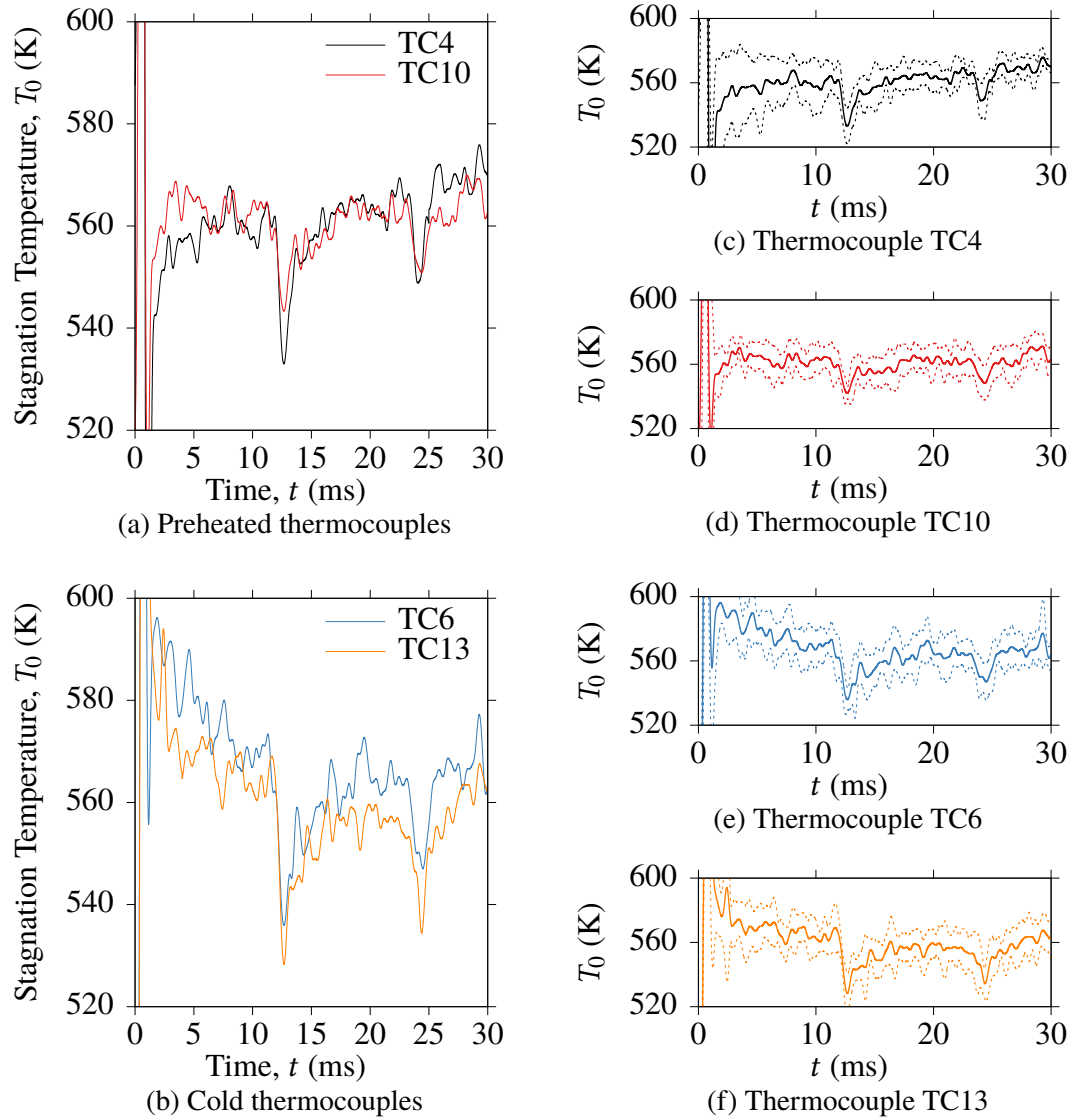 600
580
560
540
520
Stagnation Temperature, T0 (K)
TC4
TC10
0 5 10 15 20 25 30
Time, t (ms)
(a) Preheated thermocouples
600
560
520
T0 (K)
0 10 20 30
t (ms)
(c) Thermocouple TC4
600
560
520
T0 (K)
0 10 20 30
t (ms)
(d) Thermocouple TC10
600
580
560
540
520
Stagnation Temperature, T0 (K)
TC6
TC13
0 5 10 15 20 25 30
Time, t (ms)
(b) Cold thermocouples
600
560
520
T0 (K)
0 10 20 30
t (ms)
(e) Thermocouple TC6
600
560
520
T0 (K)
0 10 20 30
t (ms)
(f) Thermocouple TC13